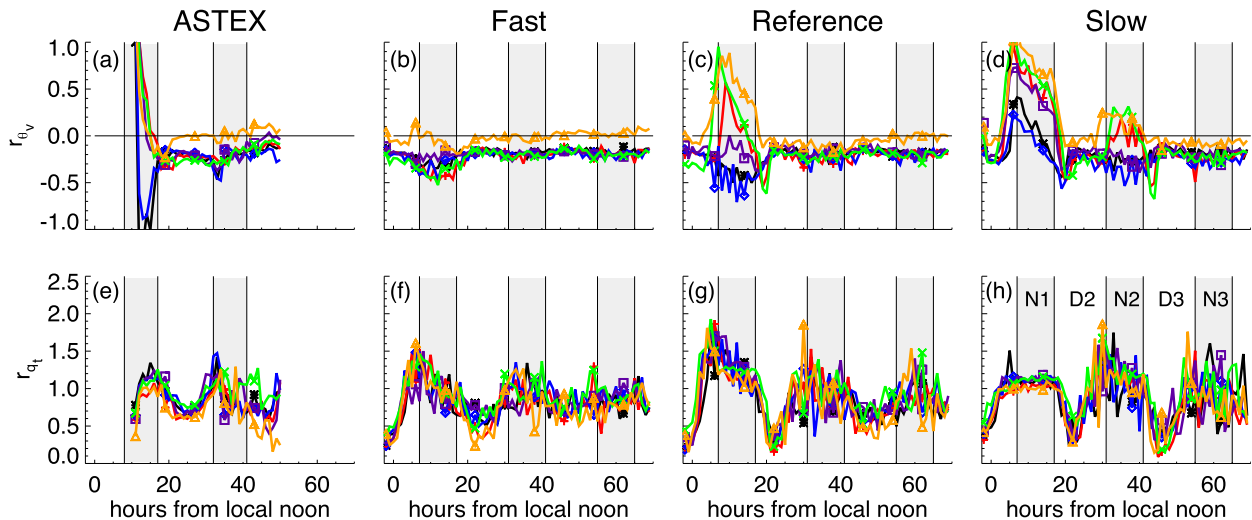 ASTEX Fast Reference Slow
(a) (b) (c) (d)
1.0
0.5
0.0
-0.5
-1.0
r_θ_v
(e) (f) (g) (h) N1 D2 N2 D3 N3
2.5
2.0
1.5
1.0
0.5
0.0
r_q_t
0 20 40 60 0 20 40 60 0 20 40 60 0 20 40 60
hours from local noon hours from local noon hours from local noon hours from local noon